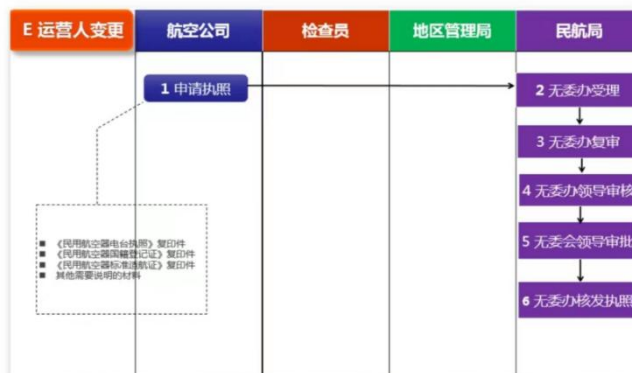 E 运营人变更
航空公司
检查员
地区管理局
民航局
1 申请执照
2 无委办受理
3 无委办复审
4 无委办领导审核
5 无委会领导审批
6 无委办核发执照
《民用航空器电台执照》复印件
《民用航空器国籍登记证》复印件
《民用航空器标准适航证》复印件
其他需要说明的材料